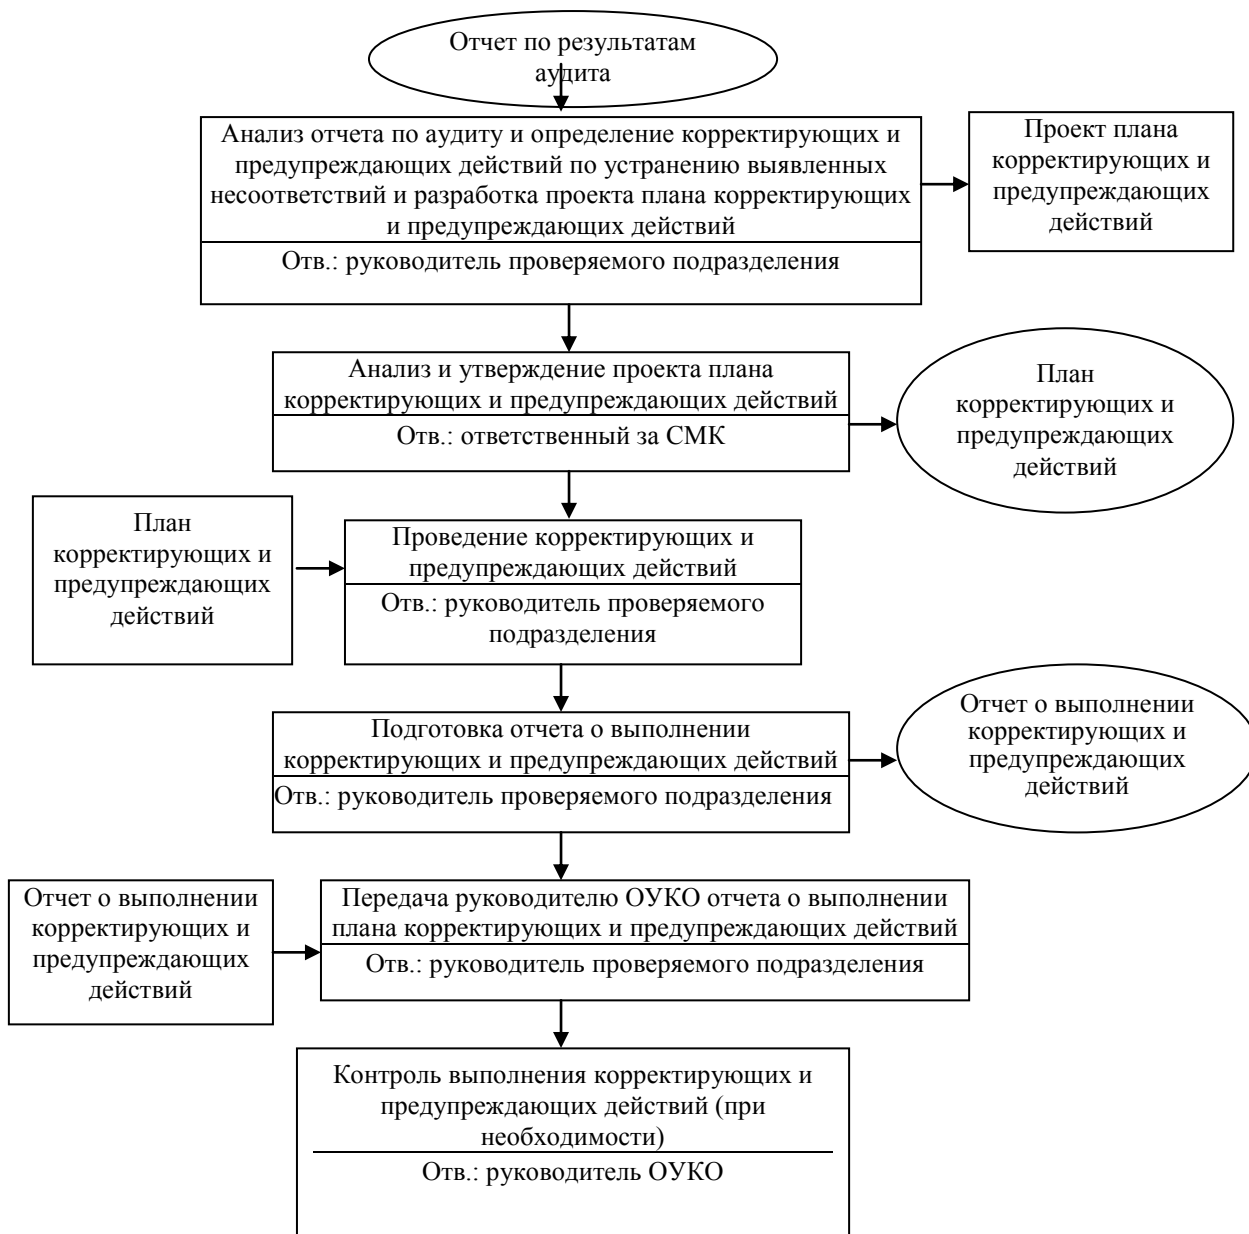 Отчет по результатам
аудита
Анализ отчета по аудиту и определение корректирующих и
предупреждающих действий по устранению выявленных
несоответствий и разработка проекта плана корректирующих
и предупреждающих действий
Отв.: руководитель проверяемого подразделения
Проект плана
корректирующих и
предупреждающих
действий
Анализ и утверждение проекта плана
корректирующих и предупреждающих действий
Отв.: ответственный за СМК
План
корректирующих и
предупреждающих
действий
План
корректирующих и
предупреждающих
действий
Проведение корректирующих и
предупреждающих действий
Отв.: руководитель проверяемого
подразделения
Подготовка отчета о выполнении
корректирующих и предупреждающих действий
Отв.: руководитель проверяемого подразделения
Отчет о выполнении
корректирующих и
предупреждающих
действий
Отчет о выполнении
корректирующих и
предупреждающих
действий
Передача руководителю ОУКО отчета о выполнении
плана корректирующих и предупреждающих действий
Отв.: руководитель проверяемого подразделения
Контроль выполнения корректирующих и
предупреждающих действий (при
необходимости)
Отв.: руководитель ОУКО